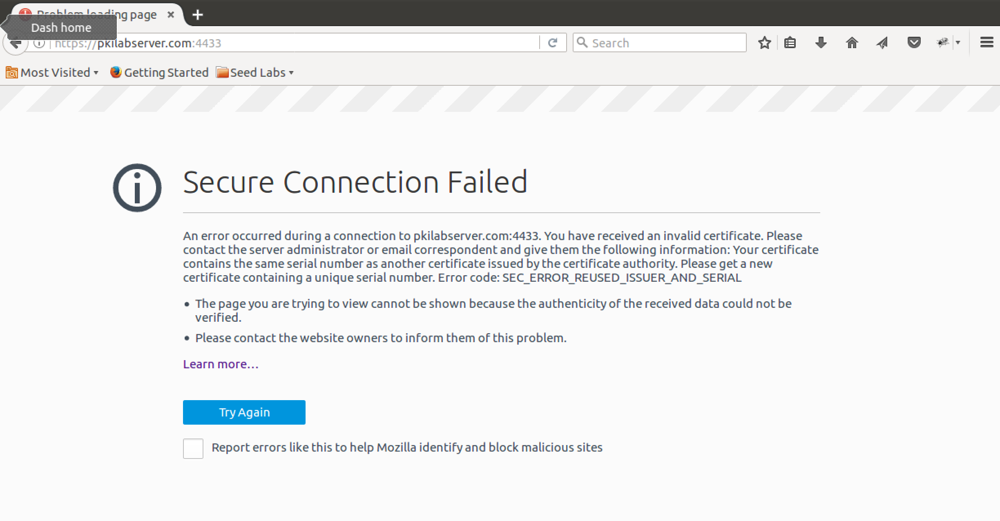 Problem loading page
Dash home
https://pkilabserver.com:4433
Search
Most Visited
Getting Started
Seed Labs
Secure Connection Failed
An error occurred during a connection to pkilabserver.com:4433. You have received an invalid certificate. Please
contact the server administrator or email correspondent and give them the following information: Your certificate
contains the same serial number as another certificate issued by the certificate authority. Please get a new
certificate containing a unique serial number. Error code: SEC_ERROR_REUSED_ISSUER_AND_SERIAL
• The page you are trying to view cannot be shown because the authenticity of the received data could not be
verified.
• Please contact the website owners to inform them of this problem.
Learn more…
Try Again
Report errors like this to help Mozilla identify and block malicious sites